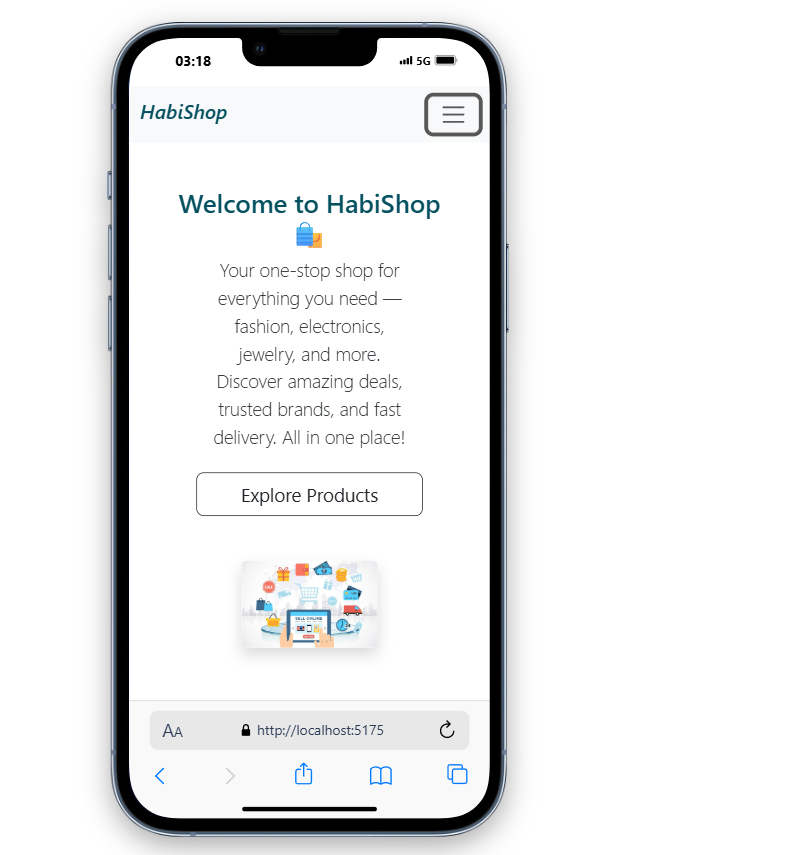 03:18
5G
HabiShop
Welcome to HabiShop
Your one-stop shop for
everything you need —
fashion, electronics,
jewelry, and more.
Discover amazing deals,
trusted brands, and fast
delivery. All in one place!
Explore Products
SALE
SELL ONLINE
AA
http://localhost:5175